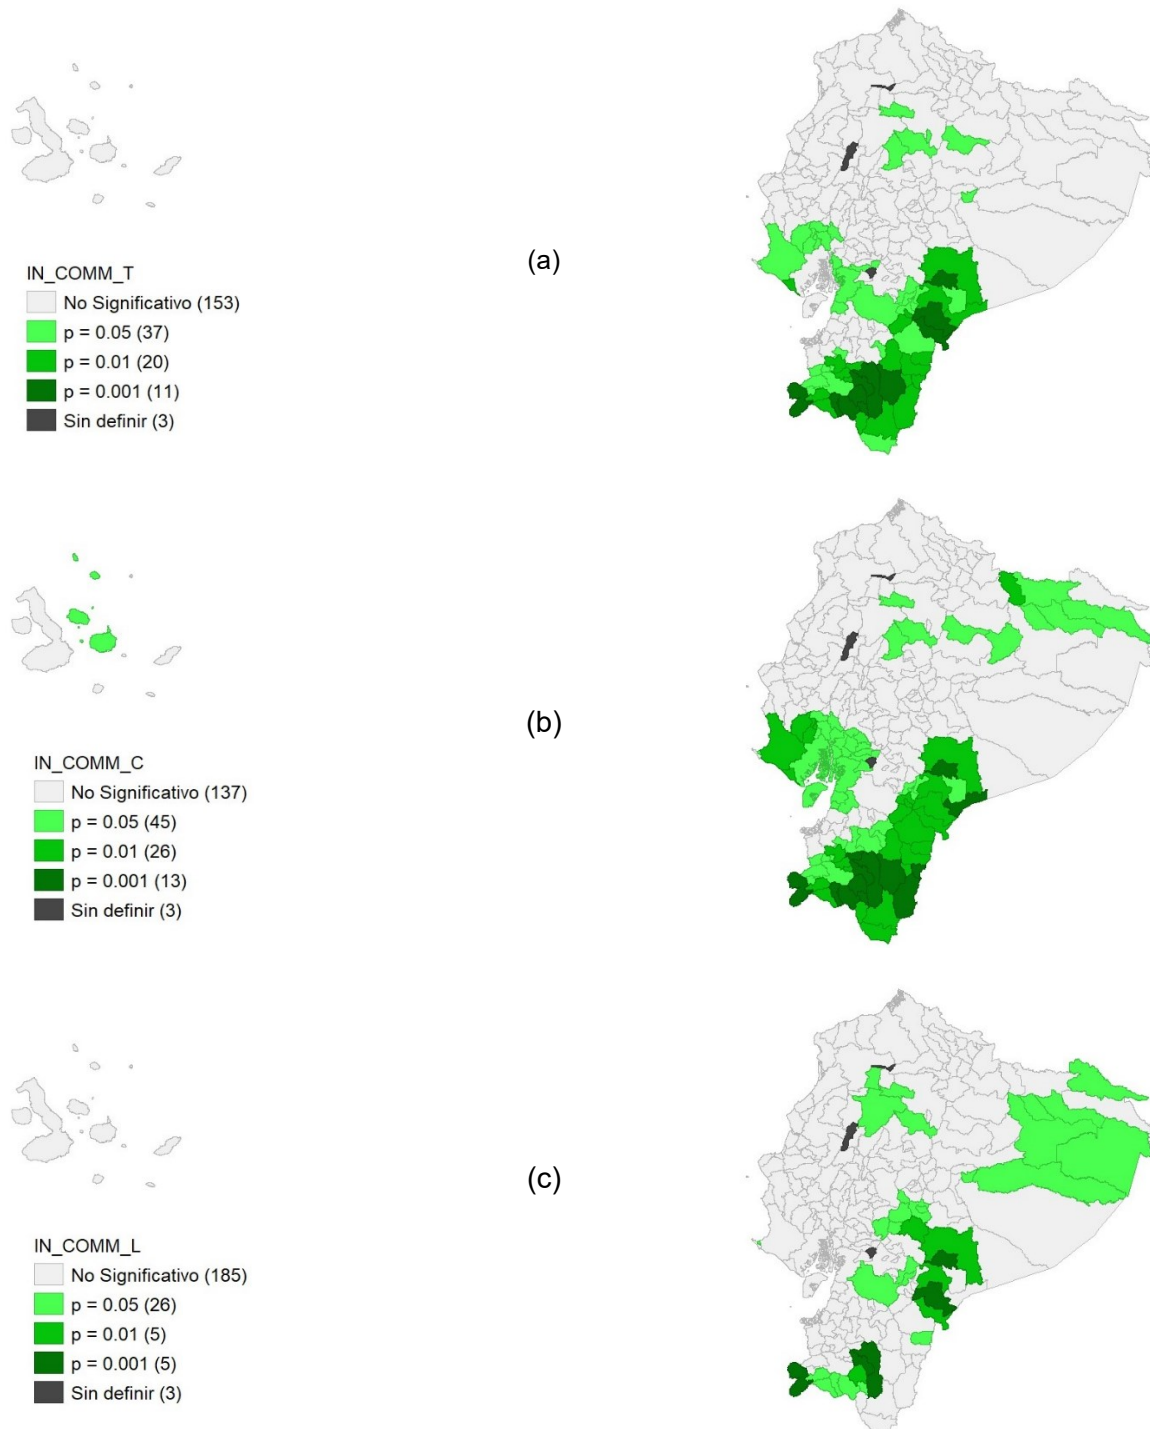 (a)
IN_COMM_T
No Significativo (153)
p = 0.05 (37)
p = 0.01 (20)
p = 0.001 (11)
Sin definir (3)
(b)
IN_COMM_C
No Significativo (137)
p = 0.05 (45)
p = 0.01 (26)
p = 0.001 (13)
Sin definir (3)
(c)
IN_COMM_L
No Significativo (185)
p = 0.05 (26)
p = 0.01 (5)
p = 0.001 (5)
Sin definir (3)